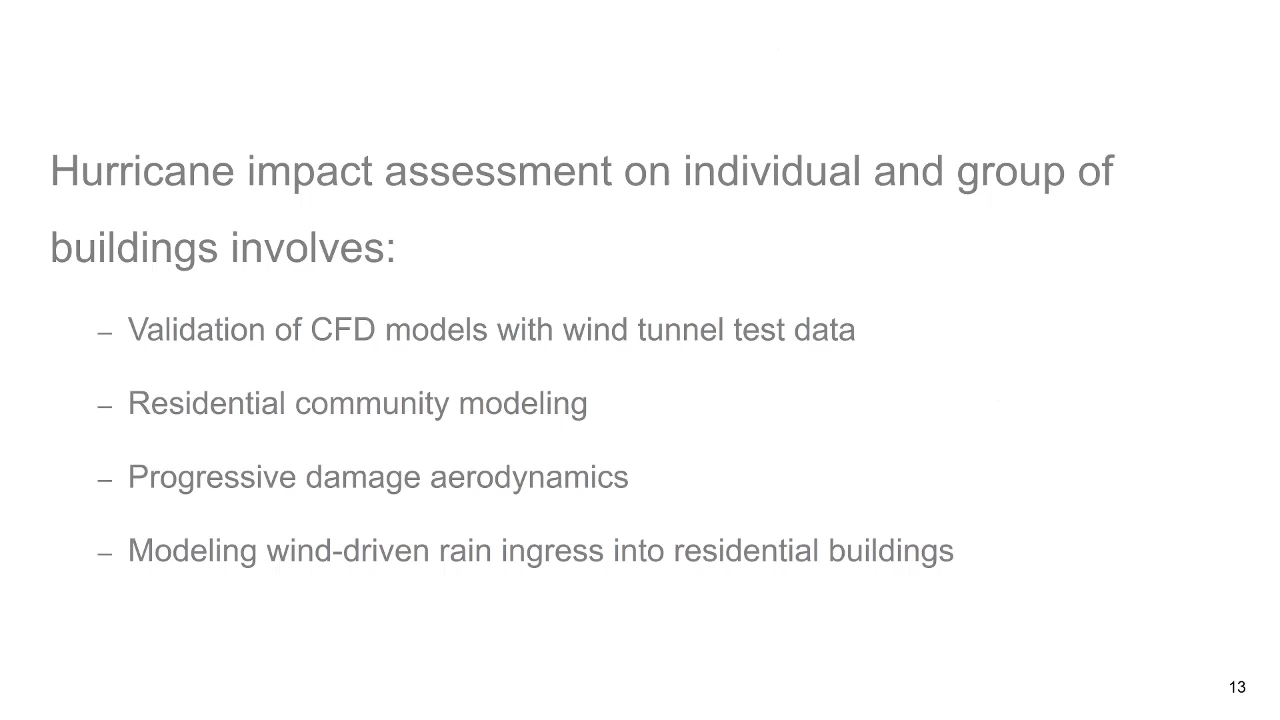 Hurricane impact assessment on individual and group of
buildings involves:
– Validation of CFD models with wind tunnel test data
– Residential community modeling
– Progressive damage aerodynamics
– Modeling wind-driven rain ingress into residential buildings
13